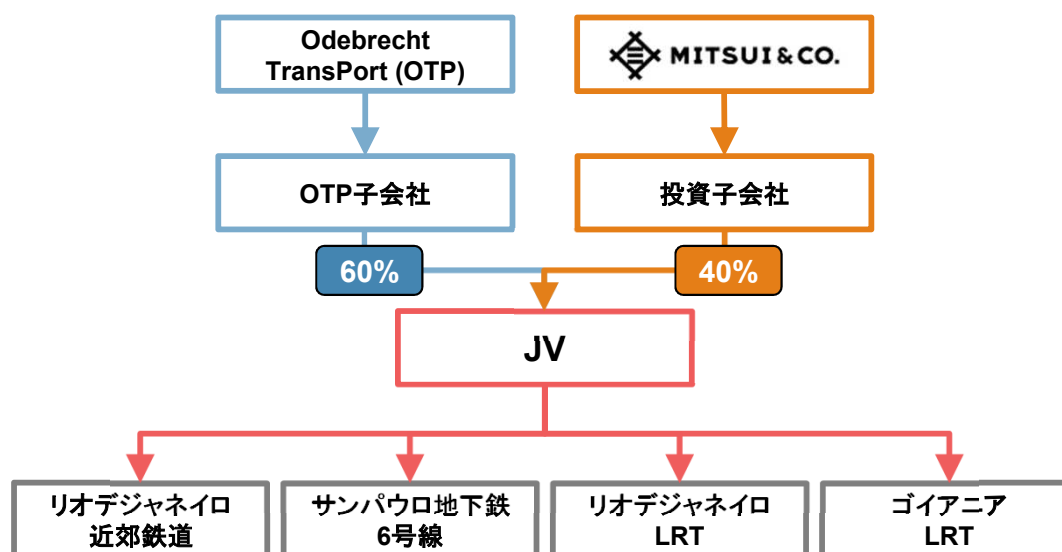 Odebrecht
TransPort (OTP)
MITSUI & CO.
OTP子会社
投資子会社
60%
40%
JV
リオデジャネイロ
近郊鉄道
サンパウロ地下鉄
6号線
リオデジャネイロ
LRT
ゴイアニア
LRT